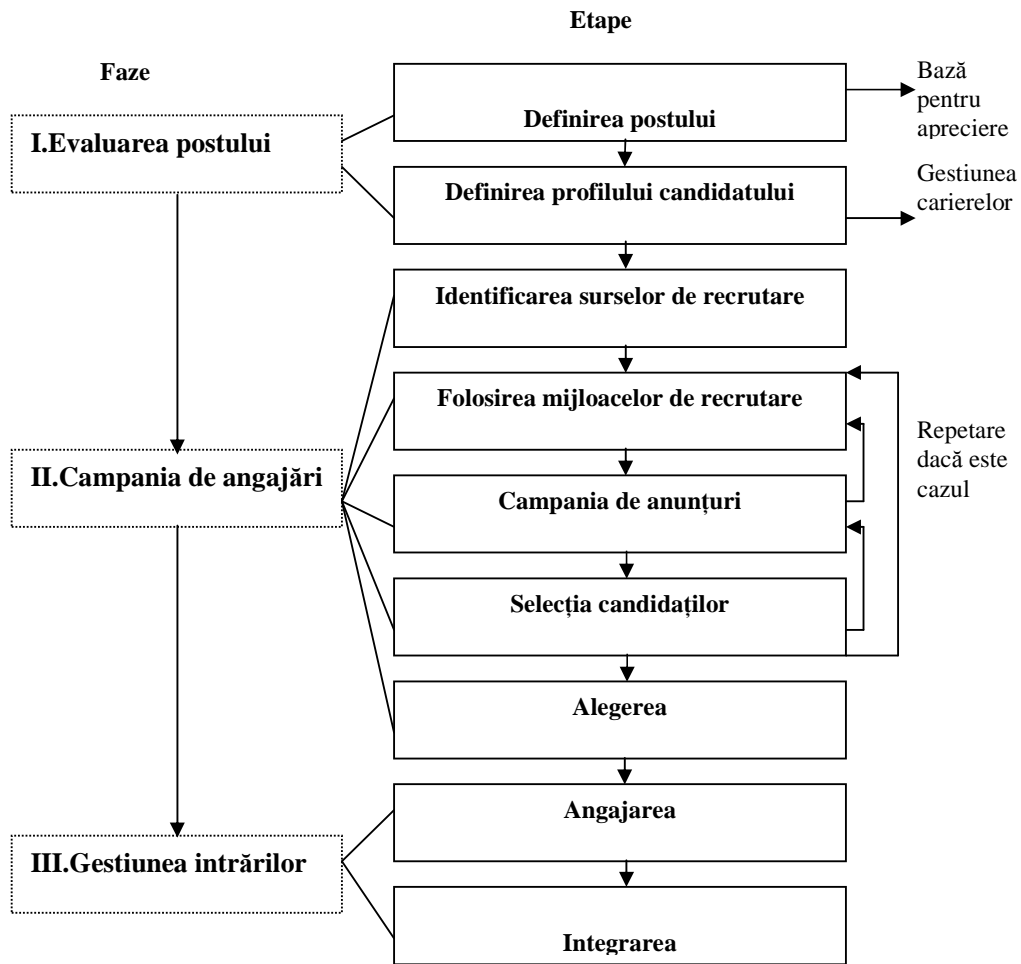 Etape
Faze
Bază
pentru
apreciere
Definirea postului
I.Evaluarea postului
Definirea profilului candidatului
Gestiunea
carierelor
Identificarea surselor de recrutare
Folosirea mijloacelor de recrutare
Repetare
dacă este
cazul
II.Campania de angajări
Campania de anunțuri
Selecția candidaților
Alegerea
Angajarea
III.Gestiunea intrărilor
Integrarea